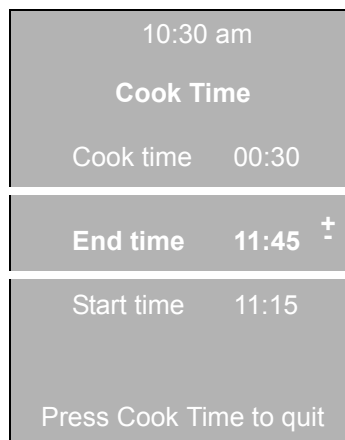 10:30 am
Cook Time
Cook time 00:30
End time 11:45 +
-
Start time 11:15
Press Cook Time to quit